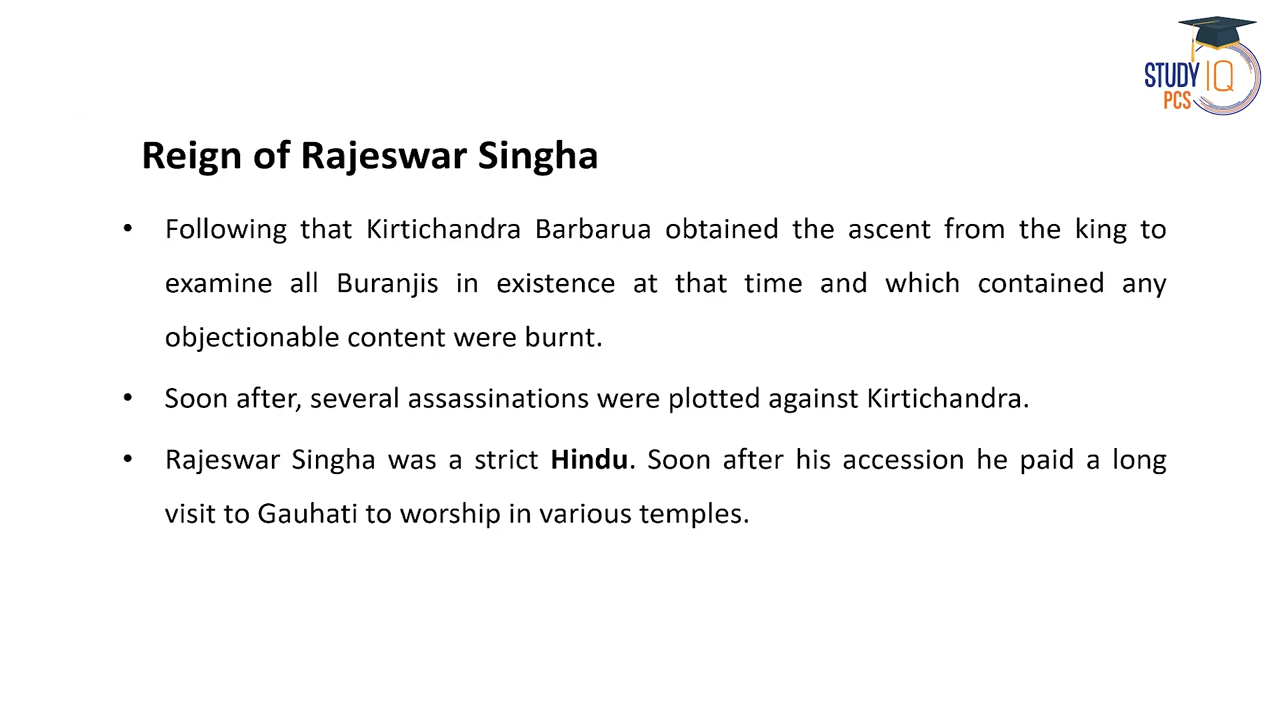 STUDY IQ
PCS
Reign of Rajeswar Singha
• Following that Kirtichandra Barbarua obtained the ascent from the king to
examine all Buranjis in existence at that time and which contained any
objectionable content were burnt.
• Soon after, several assassinations were plotted against Kirtichandra.
• Rajeswar Singha was a strict Hindu. Soon after his accession he paid a long
visit to Gauhati to worship in various temples.